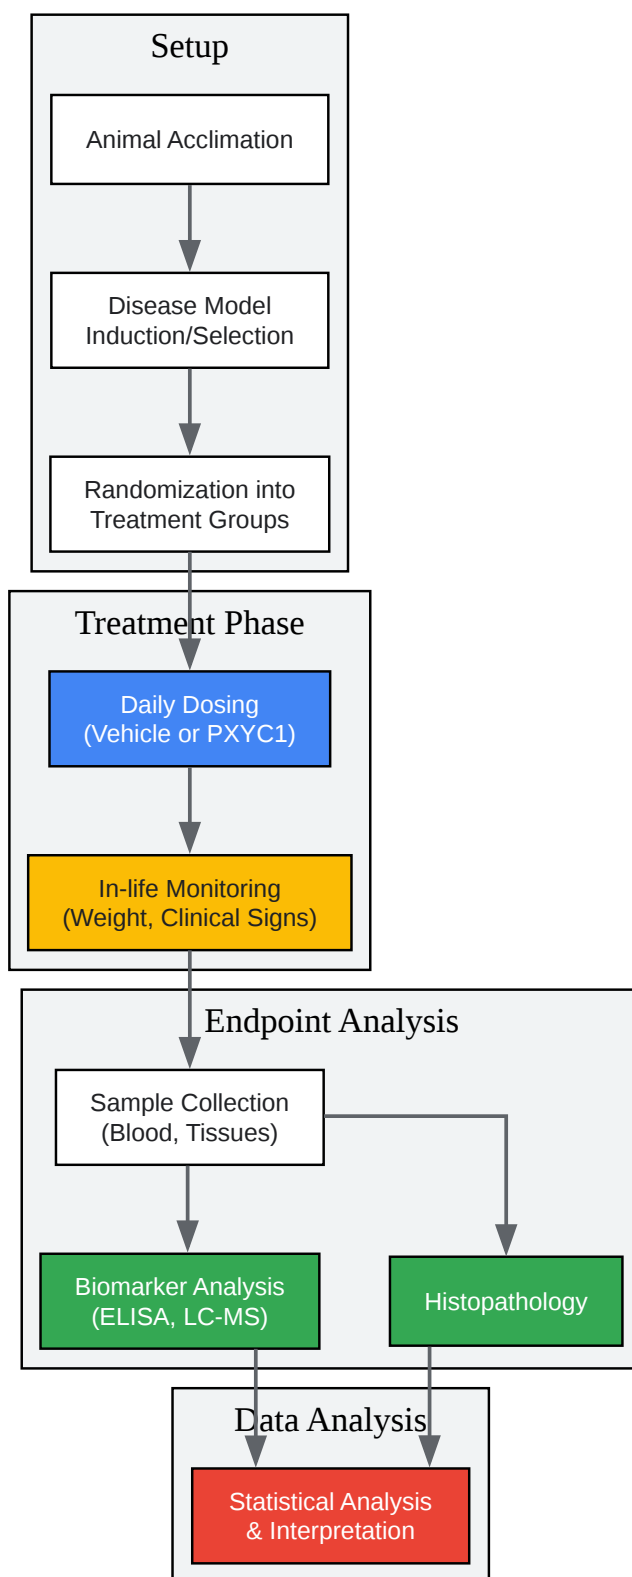 Setup
Animal Acclimation
Disease Model
Induction/Selection
Randomization into
Treatment Groups
Treatment Phase
Daily Dosing
(Vehicle or PXYC1)
In-life Monitoring
(Weight, Clinical Signs)
Endpoint Analysis
Sample Collection
(Blood, Tissues)
Biomarker Analysis
(ELISA, LC-MS)
Histopathology
Data Analysis
Statistical Analysis
& Interpretation